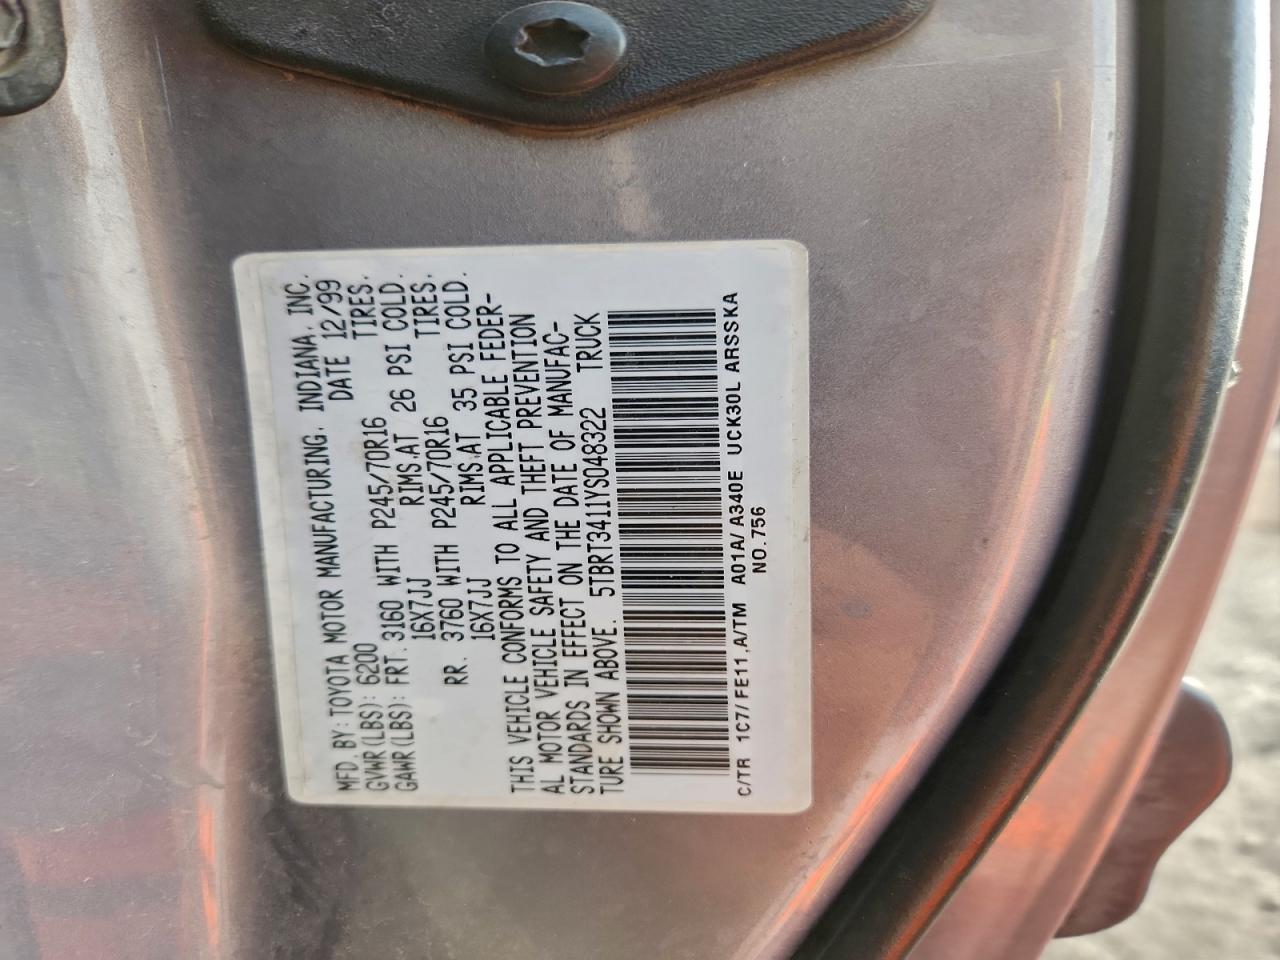 MFD. BY: TOYOTA MOTOR MANUFACTURING, INDIANA, INC.
GVWR(LBS): 6200 DATE 12/99
GAWR(LBS): FRT. 3160 WITH P245/70R16 TIRES,
16X7JJ RIMS,AT 26 PSI COLD.
RR. 3760 WITH P245/70R16 TIRES,
16X7JJ RIMS,AT 35 PSI COLD.
THIS VEHICLE CONFORMS TO ALL APPLICABLE FEDER-
AL MOTOR VEHICLE SAFETY AND THEFT PREVENTION
STANDARDS IN EFFECT ON THE DATE OF MANUFAC-
TURE SHOWN ABOVE. 5TBRT3411YS048322 TRUCK
C/TR 1C7/FE11,A/TM A01A/A340E UCK30L ARSSKA
NO.756